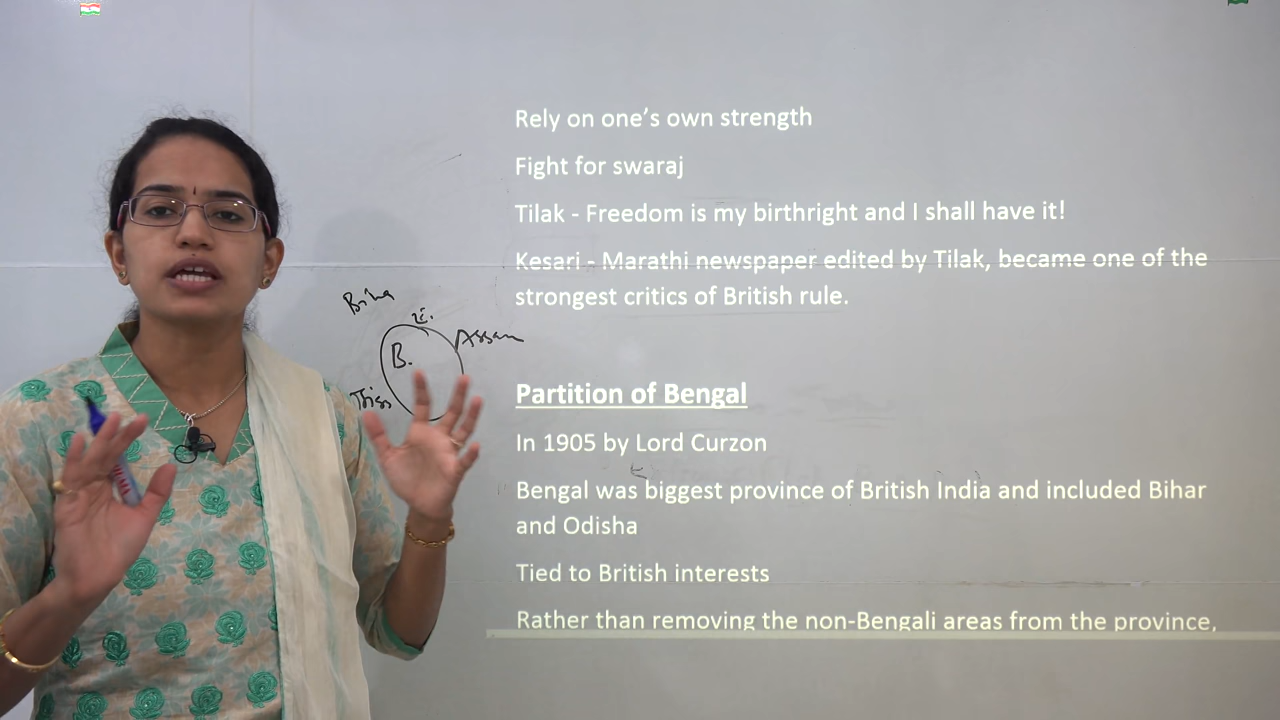 Rely on one’s own strength
Fight for swaraj
Tilak - Freedom is my birthright and I shall have it!
Kesari - Marathi newspaper edited by Tilak, became one of the
strongest critics of British rule.
Assam
B.
Partition of Bengal
In 1905 by Lord Curzon
Bengal was biggest province of British India and included Bihar
and Odisha
Tied to British interests
Rather than removing the non-Bengali areas from the province,